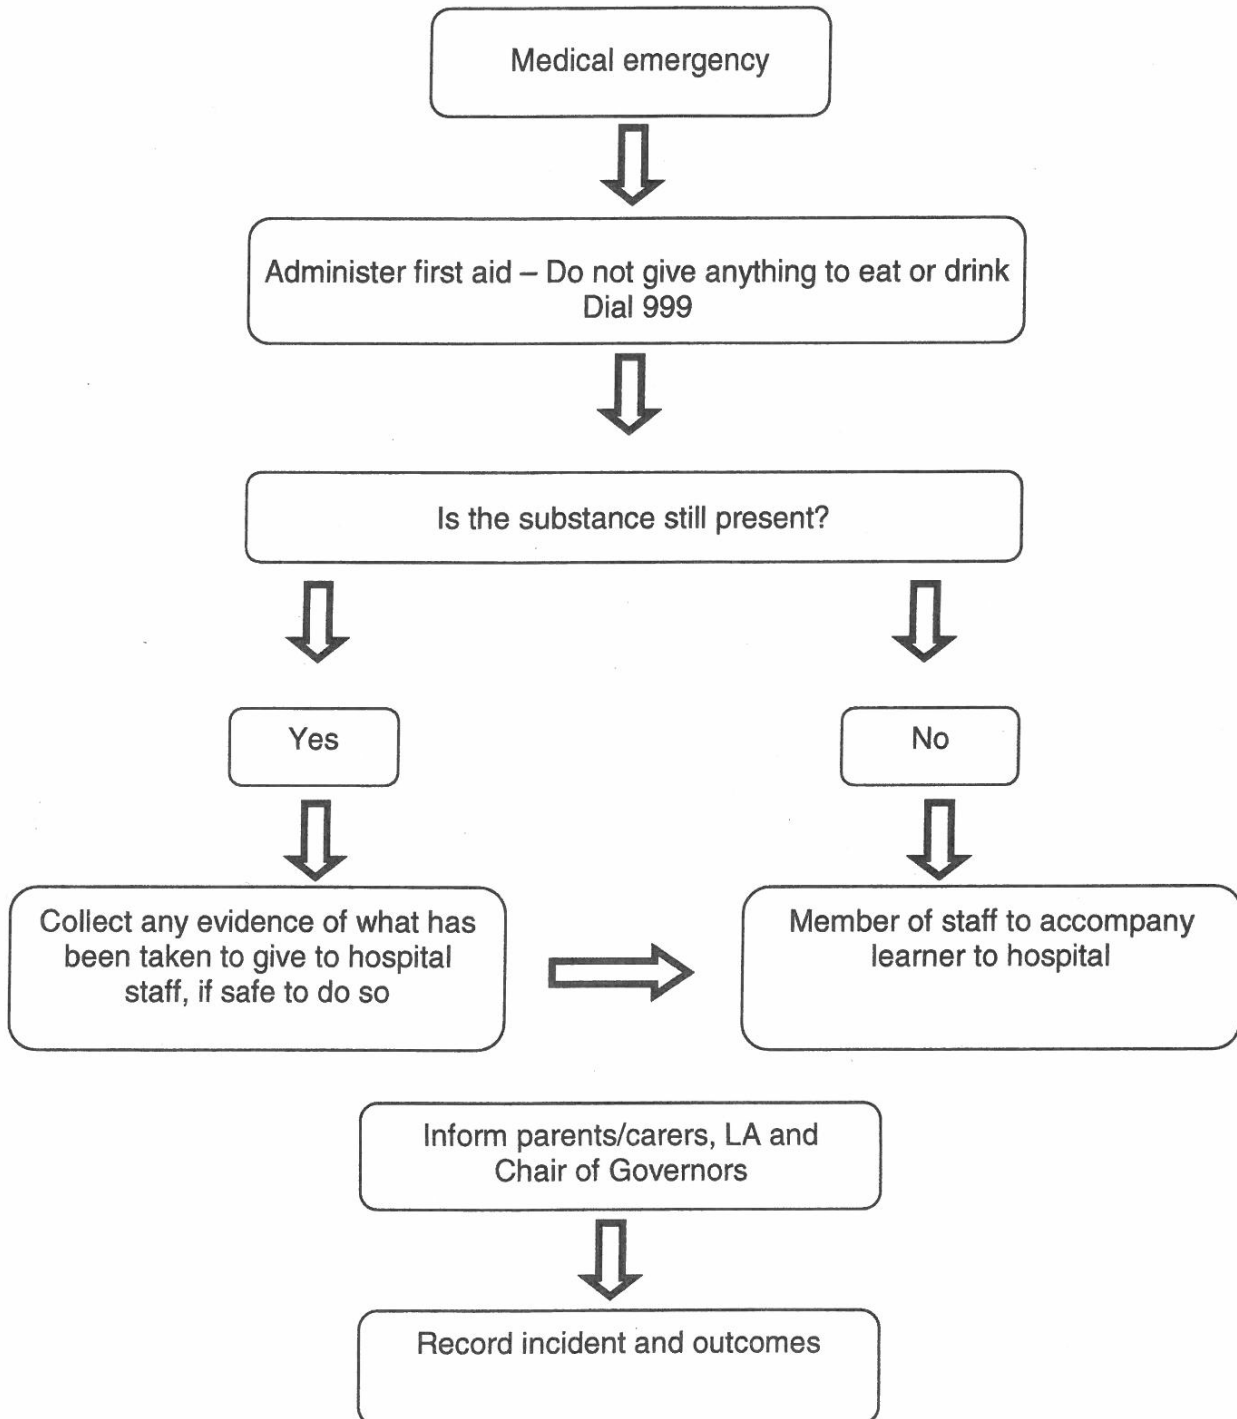 Medical emergency
Administer first aid – Do not give anything to eat or drink
Dial 999
Is the substance still present?
Yes
No
Collect any evidence of what has
been taken to give to hospital
staff, if safe to do so
Member of staff to accompany
learner to hospital
Inform parents/carers, LA and
Chair of Governors
Record incident and outcomes